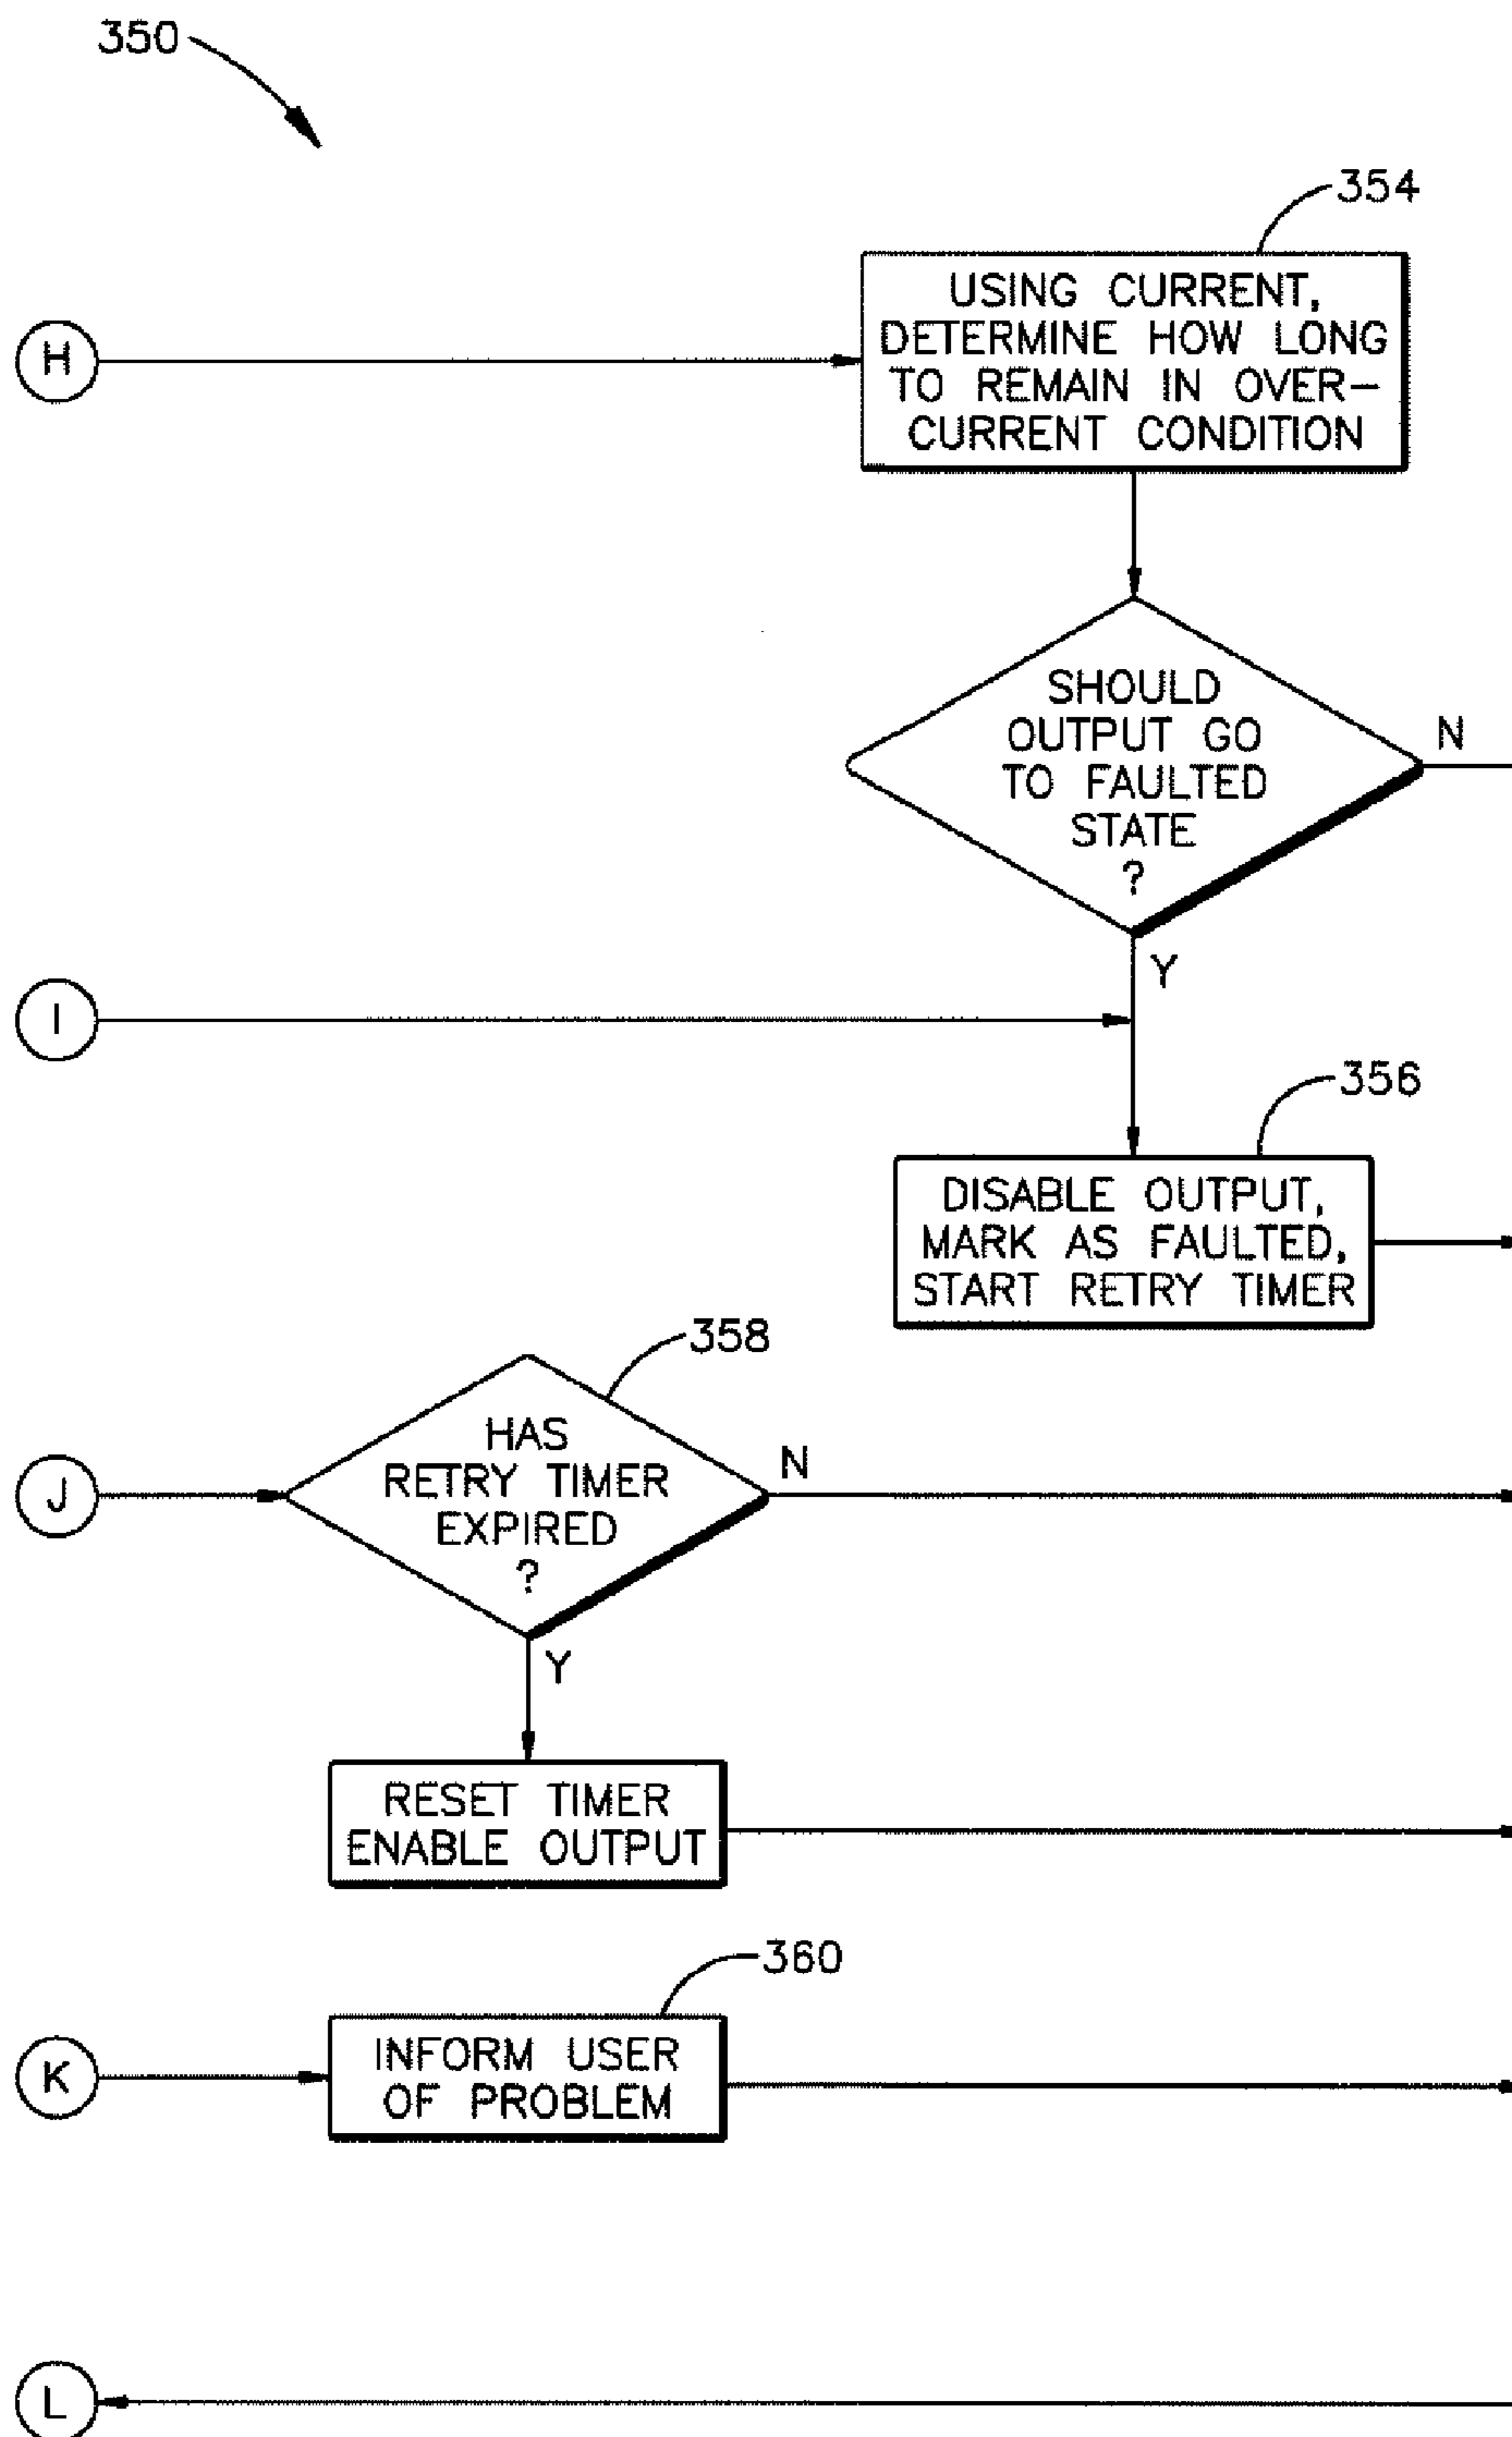 350
354
H
USING CURRENT,
DETERMINE HOW LONG
TO REMAIN IN OVER-
CURRENT CONDITION
SHOULD
OUTPUT GO
TO FAULTED
STATE
?
N
Y
I
356
DISABLE OUTPUT,
MARK AS FAULTED,
START RETRY TIMER
358
J
HAS
RETRY TIMER
EXPIRED
?
N
Y
RESET TIMER
ENABLE OUTPUT
360
K
INFORM USER
OF PROBLEM
L